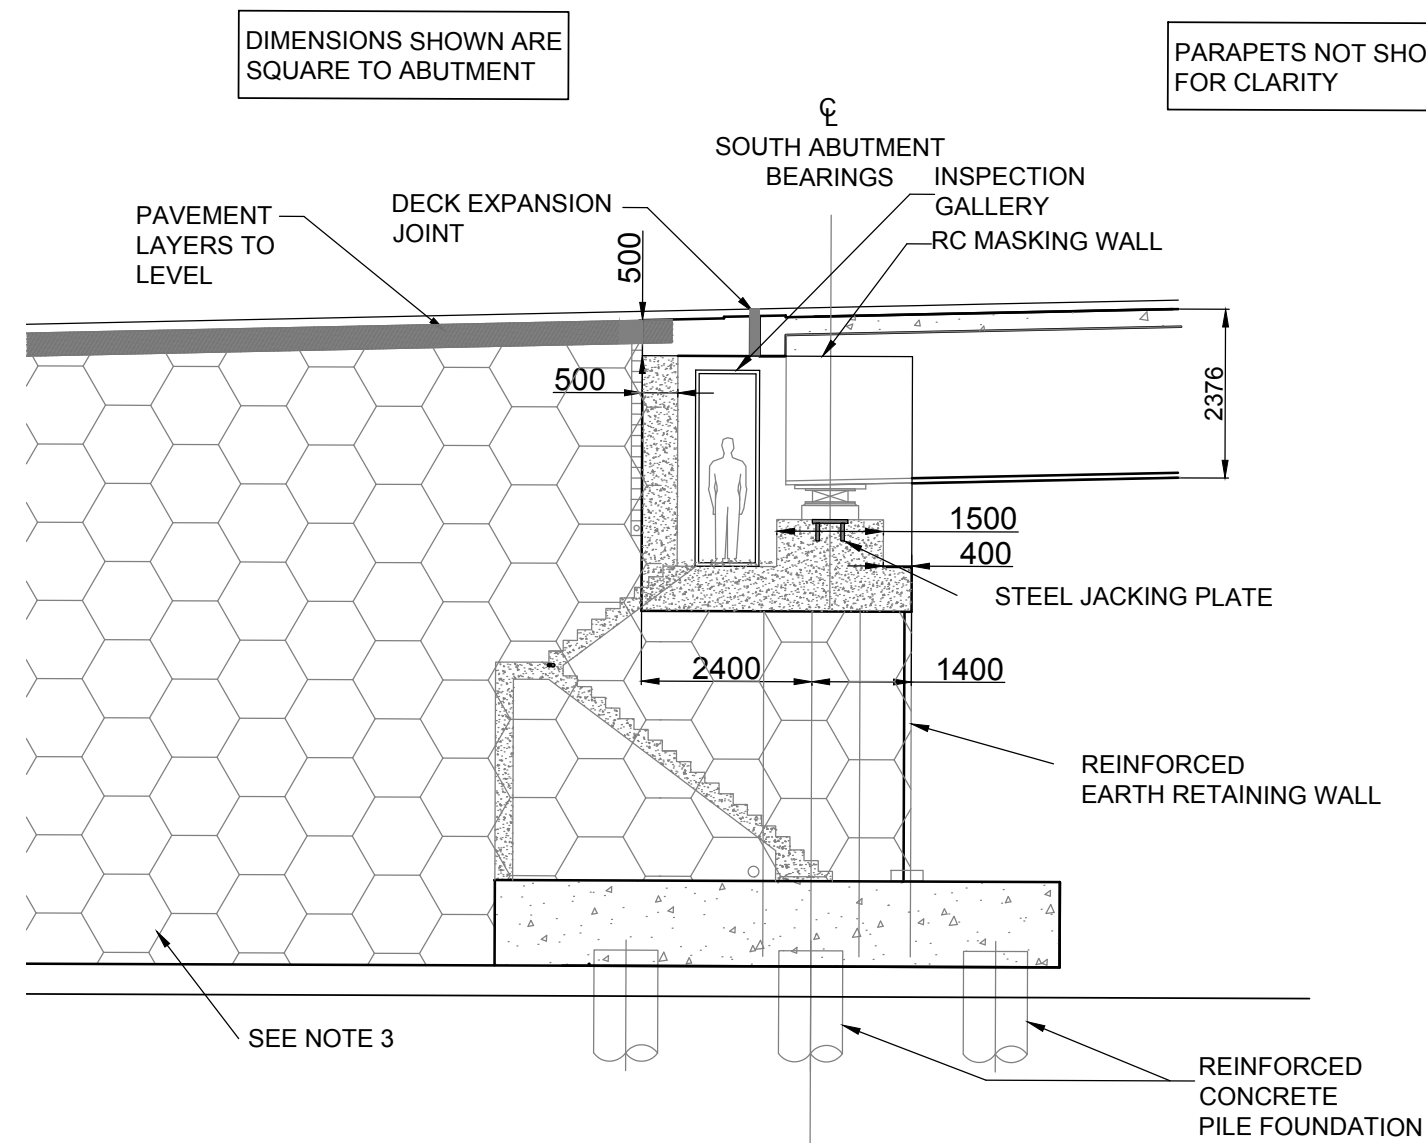 DIMENSIONS SHOWN ARE
SQUARE TO ABUTMENT
PARAPETS NOT SHO
FOR CLARITY
℄
SOUTH ABUTMENT
BEARINGS
INSPECTION
GALLERY
RC MASKING WALL
DECK EXPANSION
JOINT
PAVEMENT
LAYERS TO
LEVEL
500
500
2376
1500
400
STEEL JACKING PLATE
2400
1400
REINFORCED
EARTH RETAINING WALL
SEE NOTE 3
REINFORCED
CONCRETE
PILE FOUNDATION